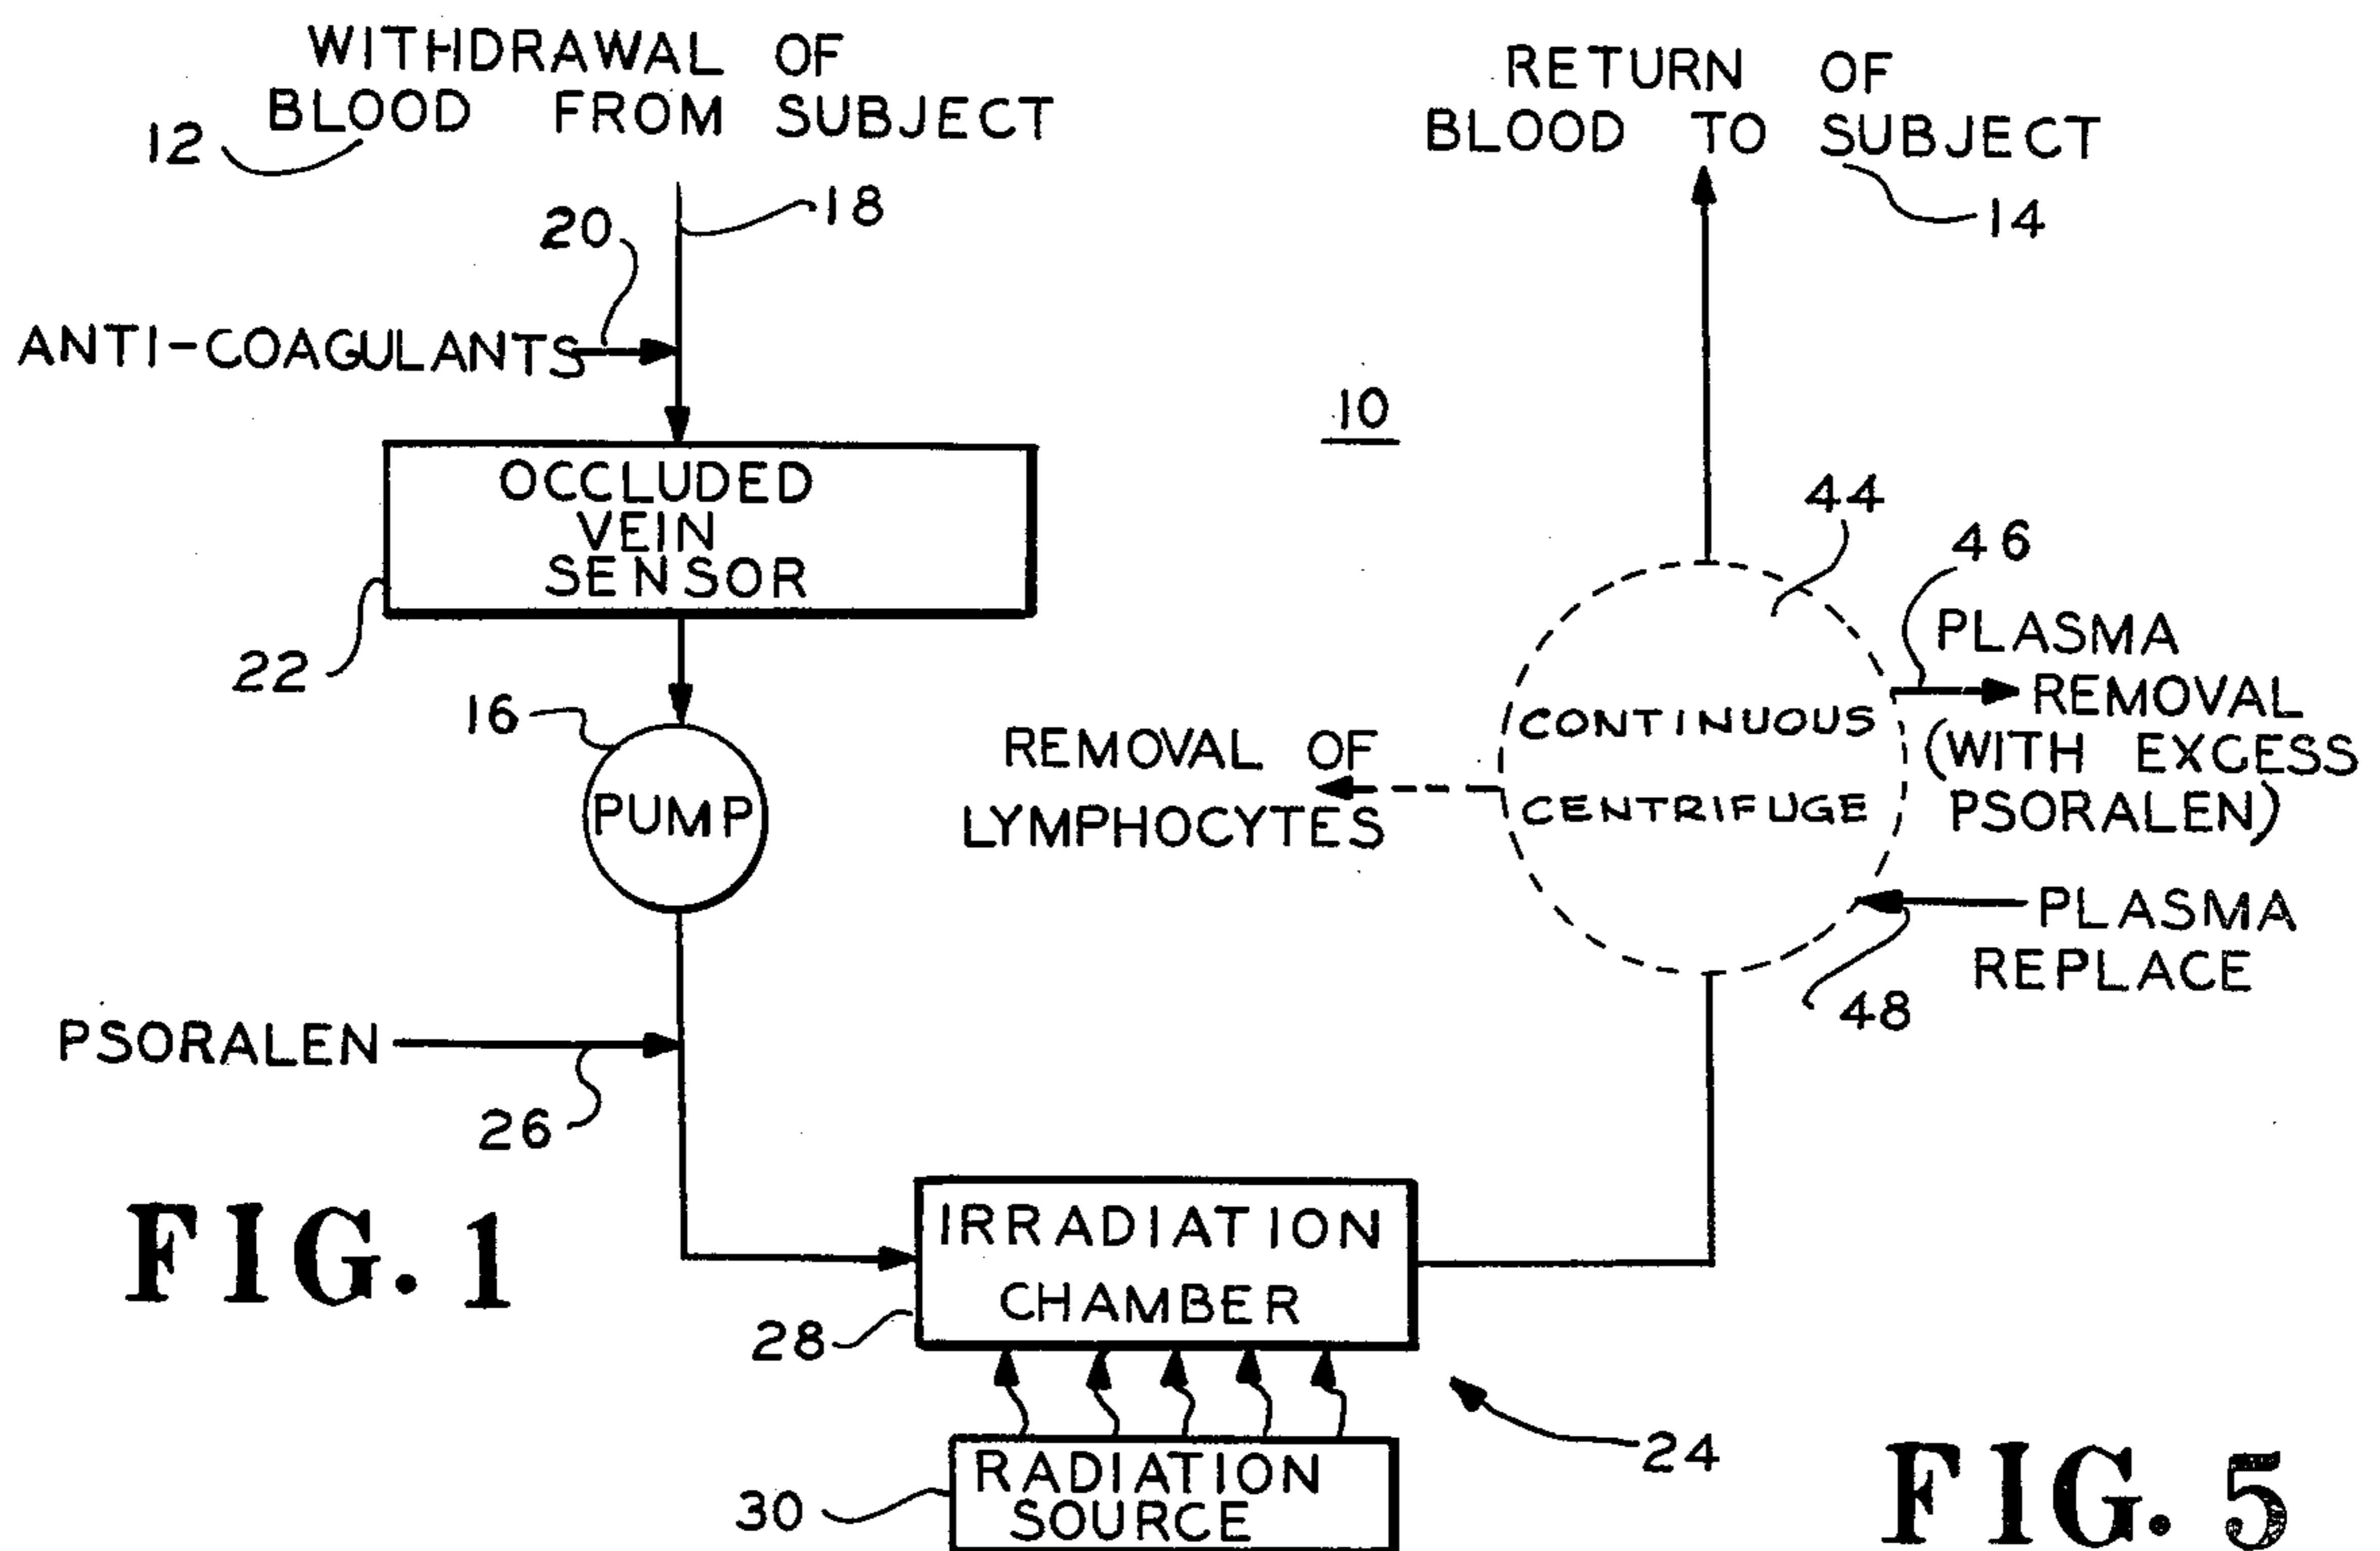 WITHDRAWAL OF
BLOOD FROM SUBJECT
12
18
20
ANTI-COAGULANTS
OCCLUDED
VEIN
SENSOR
22
16
PUMP
PSORALEN
26
FIG. 1
IRRADIATION
CHAMBER
28
RADIATION
SOURCE
30
24
10
RETURN OF
BLOOD TO SUBJECT
14
44
46
PLASMA
REMOVAL
(WITH EXCESS
PSORALEN)
CONTINUOUS
CENTRIFUGE
REMOVAL OF
LYMPHOCYTES
PLASMA
REPLACE
48
FIG. 5